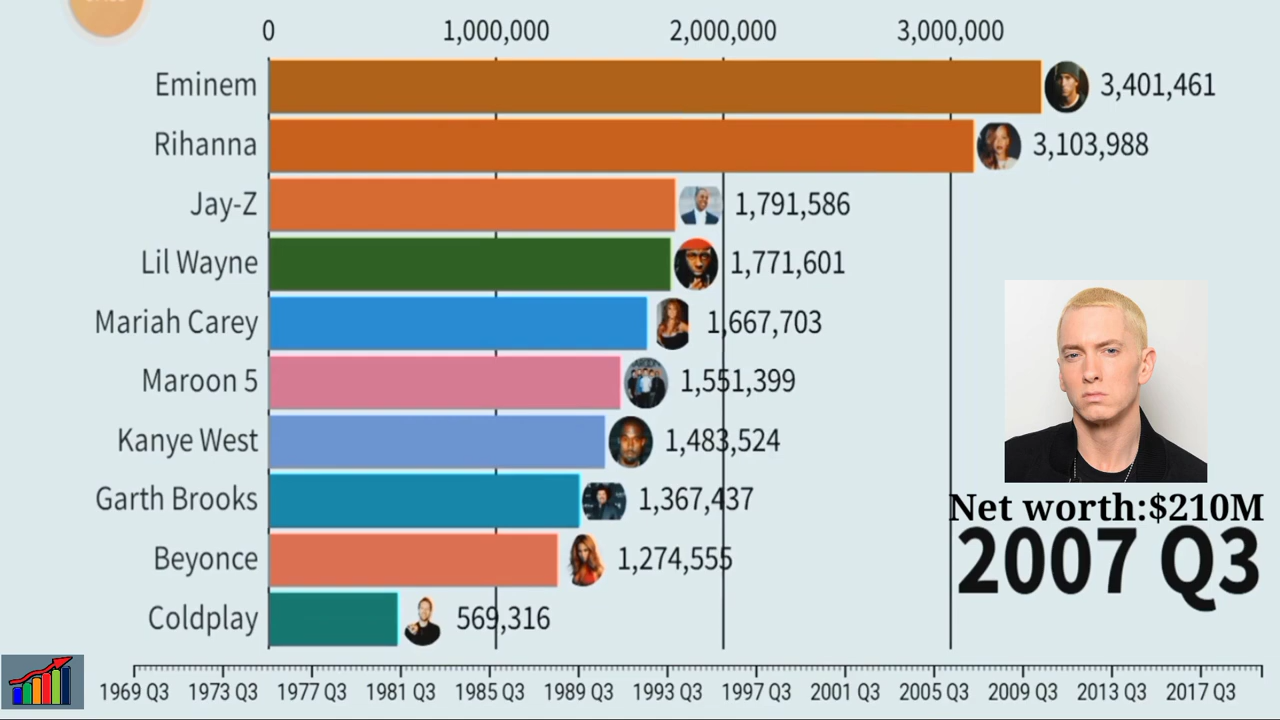 0 1,000,000 2,000,000 3,000,000
Eminem 3,401,461
Rihanna 3,103,988
Jay-Z 1,791,586
Lil Wayne 1,771,601
Mariah Carey 1,667,703
Maroon 5 1,551,399
Kanye West 1,483,524
Garth Brooks 1,367,437
Net worth:$210M
Beyonce 1,274,555
2007 Q3
Coldplay 569,316
1969 Q3 1973 Q3 1977 Q3 1981 Q3 1985 Q3 1989 Q3 1993 Q3 1997 Q3 2001 Q3 2005 Q3 2009 Q3 2013 Q3 2017 Q3